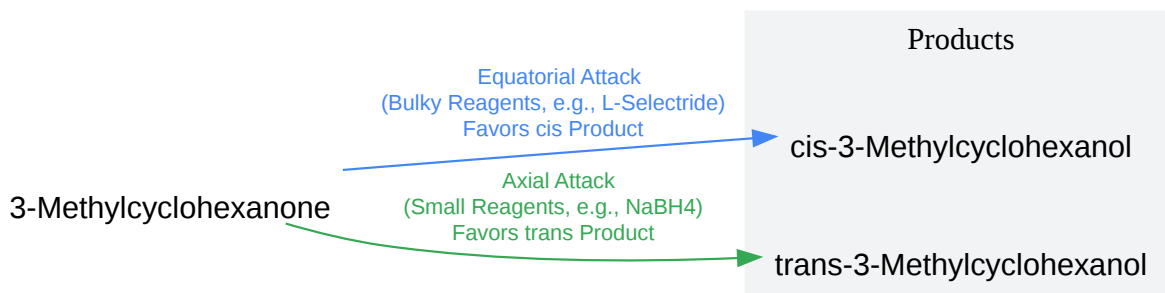 Products
Equatorial Attack
(Bulky Reagents, e.g., L-Selectride)
Favors cis Product
cis-3-Methylcyclohexanol
3-Methylcyclohexanone
Axial Attack
(Small Reagents, e.g., NaBH4)
Favors trans Product
trans-3-Methylcyclohexanol